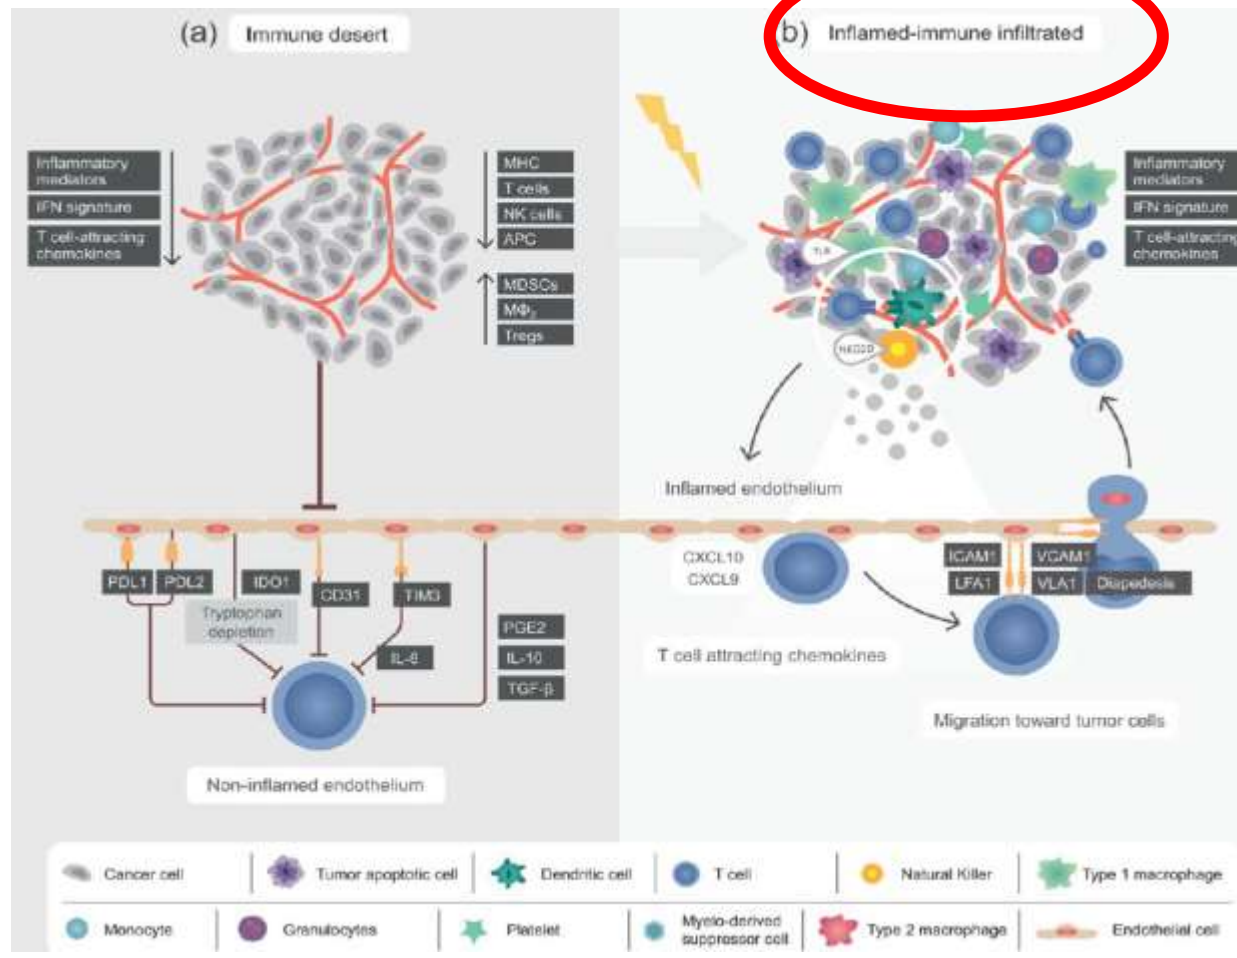 (a) Immune desert
(b) Inflamed-immune infiltrated
Inflammatory
mediators
IFN signature
T cell-attracting
chemokines
MHC
T cells
NK cells
APC
MDSCs
MΦ₂
Tregs
TLR
NKG2D
Inflammatory
mediators
IFN signature
T cell-attracting
chemokines
Inflamed endothelium
PDL1
PDL2
IDO1
Tryptophan
depletion
CD31
TIM3
IL-6
PGE2
IL-10
TGF-β
Non-inflamed endothelium
CXCL10
CXCL9
T cell attracting chemokines
ICAM1
LFA1
VCAM1
VLA1
Diapedesis
Migration toward tumor cells
Cancer cell
Tumor apoptotic cell
Dendritic cell
T cell
Natural Killer
Type 1 macrophage
Monocyte
Granulocytes
Platelet
Myelo-derived
suppressor cell
Type 2 macrophage
Endothelial cell